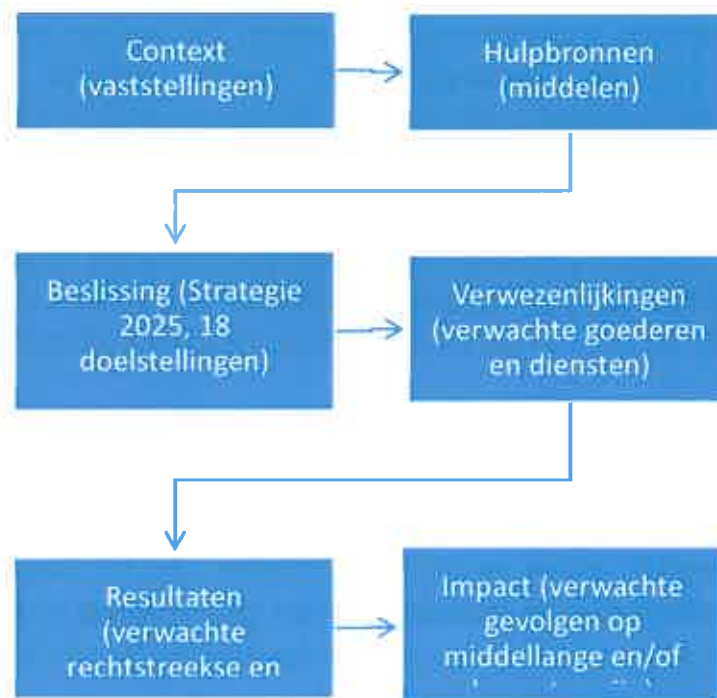 Context
(vaststellingen)
Hulpbronnen
(middelen)
Beslissing (Strategie
2025, 18
doelstellingen)
Verwezenlijkingen
(verwachte goederen
en diensten)
Resultaten
(verwachte
rechtstreekse en
Impact (verwachte
gevolgen op
middellange en/of